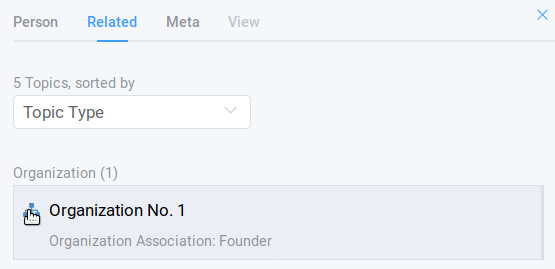 Person Related Meta View
5 Topics, sorted by
Topic Type
Organization (1)
Organization No. 1
Organization Association: Founder